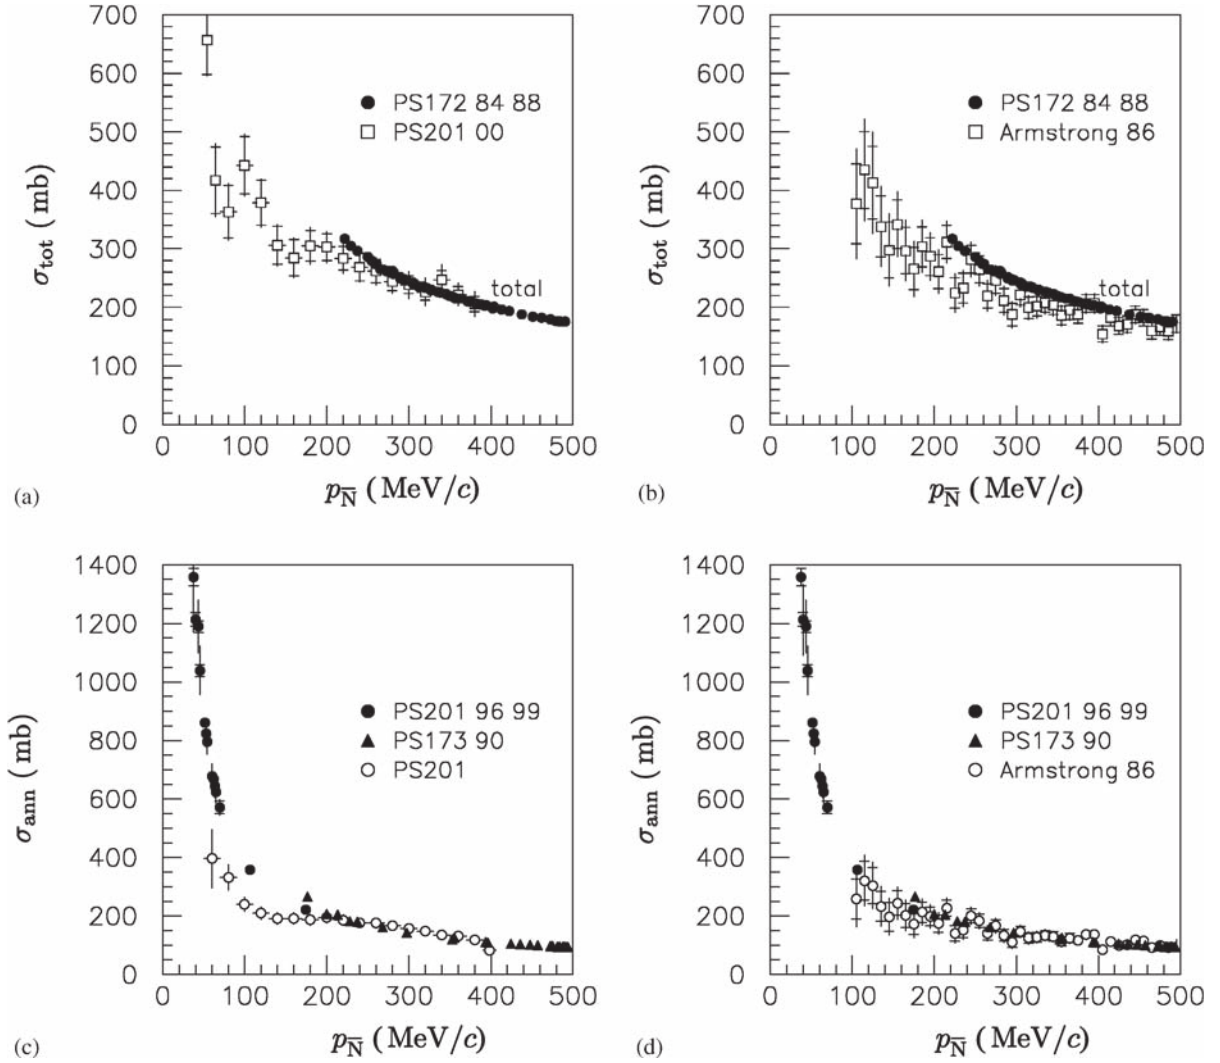 700
600
500
400
300
200
100
0
σtot ( mb)
PS172 84 88
PS201 00
total
0 100 200 300 400 500
pN̅ (MeV/c)
(a)
700
600
500
400
300
200
100
0
σtot ( mb)
PS172 84 88
Armstrong 86
total
0 100 200 300 400 500
pN̅ (MeV/c)
(b)
1400
1200
1000
800
600
400
200
0
σann ( mb)
PS201 96 99
PS173 90
PS201
0 100 200 300 400 500
pN̅ (MeV/c)
(c)
1400
1200
1000
800
600
400
200
0
σann ( mb)
PS201 96 99
PS173 90
Armstrong 86
0 100 200 300 400 500
pN̅ (MeV/c)
(d)